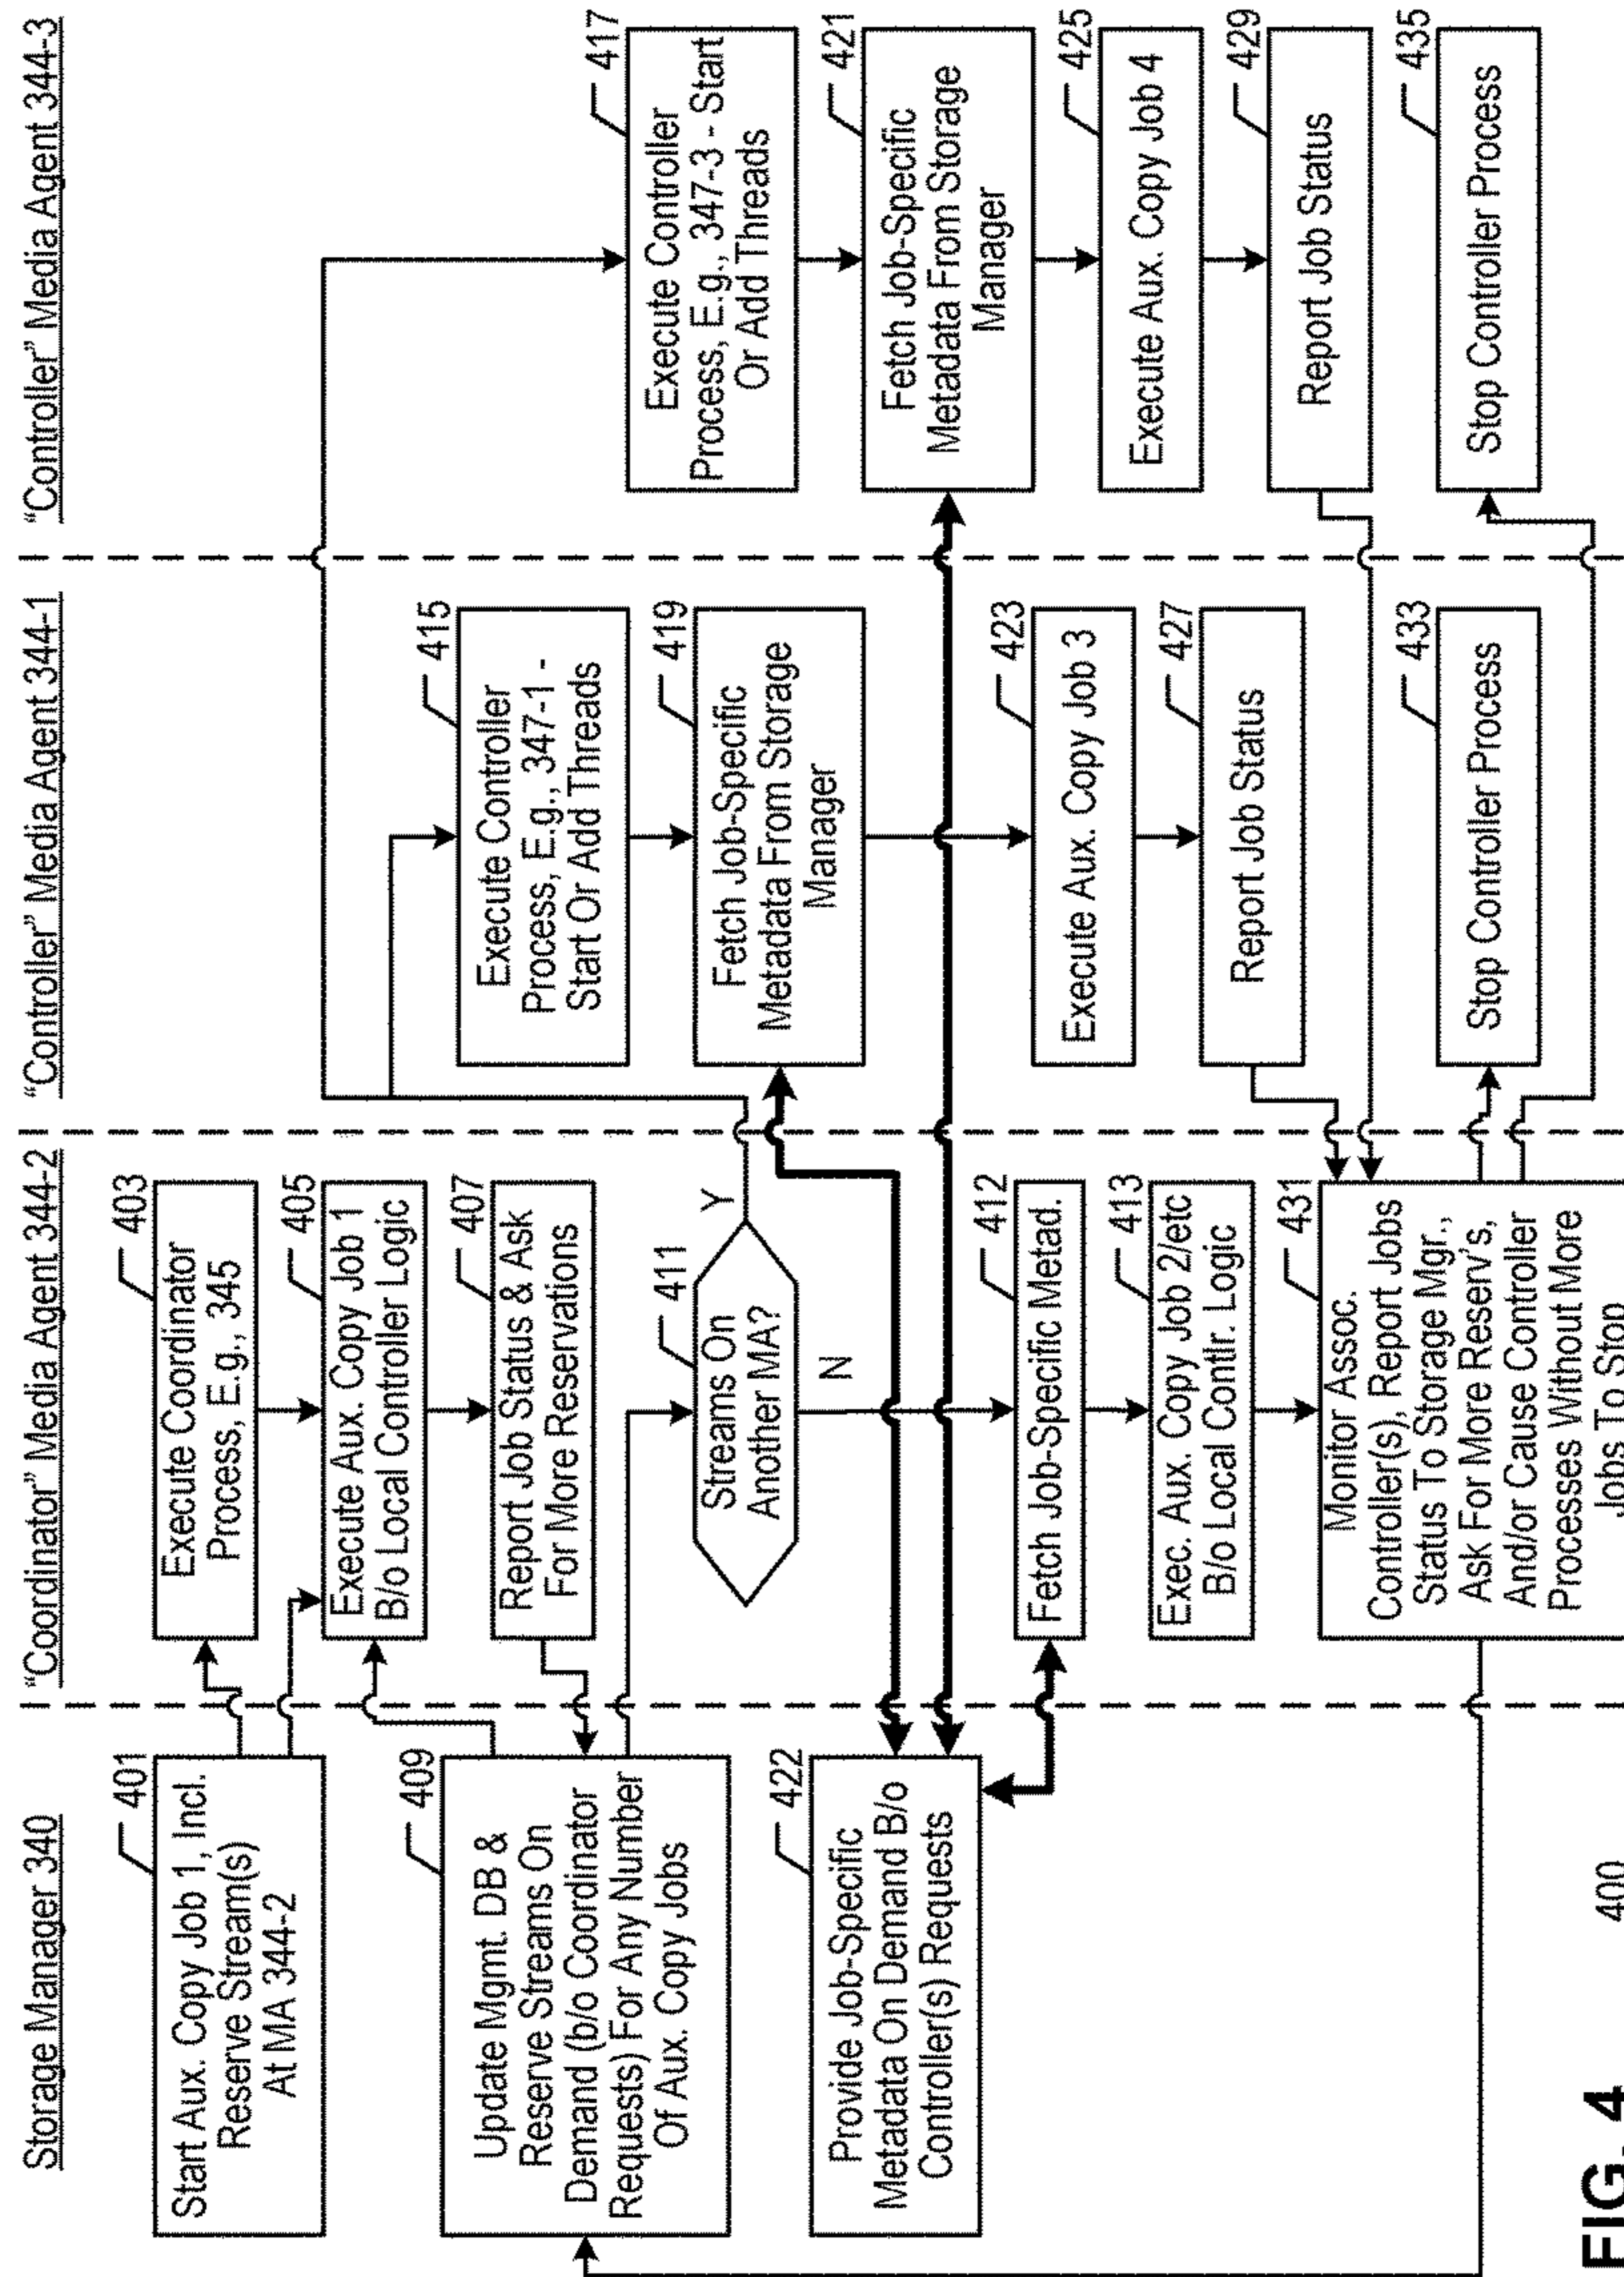 Storage Manager 340
"Coordinator" Media Agent 344-2
"Controller" Media Agent 344-1
"Controller" Media Agent 344-3
401
Start Aux. Copy Job 1, Incl.
Reserve Stream(s)
At MA 344-2
409
Update Mgmt. DB &
Reserve Streams On
Demand (b/o Coordinator
Requests) For Any Number
Of Aux. Copy Jobs
422
Provide Job-Specific
Metadata On Demand B/o
Controller(s) Requests
403
Execute Coordinator
Process, E.g., 345
405
Execute Aux. Copy Job 1
B/o Local Controller Logic
407
Report Job Status & Ask
For More Reservations
411
Streams On
Another MA?
Y
N
412
Fetch Job-Specific Metad.
413
Exec. Aux. Copy Job 2/etc
B/o Local Contlr. Logic
431
Monitor Assoc.
Controller(s), Report Jobs
Status To Storage Mgr.,
Ask For More Reserv's,
And/or Cause Controller
Processes Without More
Jobs To Stop
415
Execute Controller
Process, E.g., 347-1 -
Start Or Add Threads
419
Fetch Job-Specific
Metadata From Storage
Manager
423
Execute Aux. Copy Job 3
427
Report Job Status
433
Stop Controller Process
417
Execute Controller
Process, E.g., 347-3 - Start
Or Add Threads
421
Fetch Job-Specific
Metadata From Storage
Manager
425
Execute Aux. Copy Job 4
429
Report Job Status
435
Stop Controller Process
FIG. 4
400